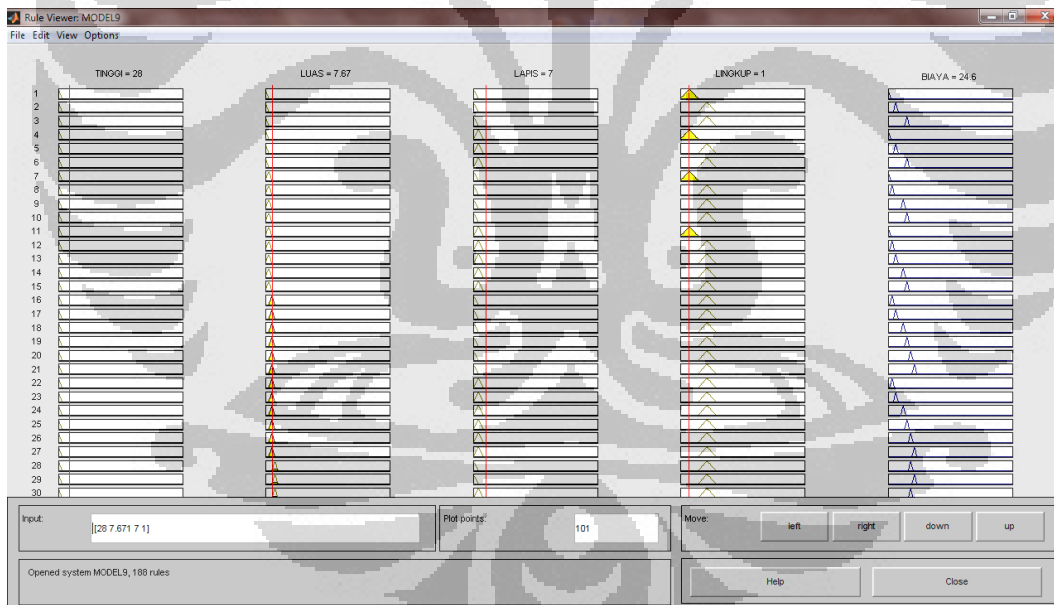 Rule Viewer: MODEL9
File Edit View Options
TINGGI = 28
LUAS = 7.67
LAPIS = 7
LINGKUP = 1
BIAYA = 24.6
1
2
3
4
5
6
7
8
9
10
11
12
13
14
15
16
17
18
19
20
21
22
23
24
25
26
27
28
29
30
Input:
[28 7.671 7 1]
Plot points:
101
Move:
left
right
down
up
Opened system MODEL9, 188 rules
Help
Close